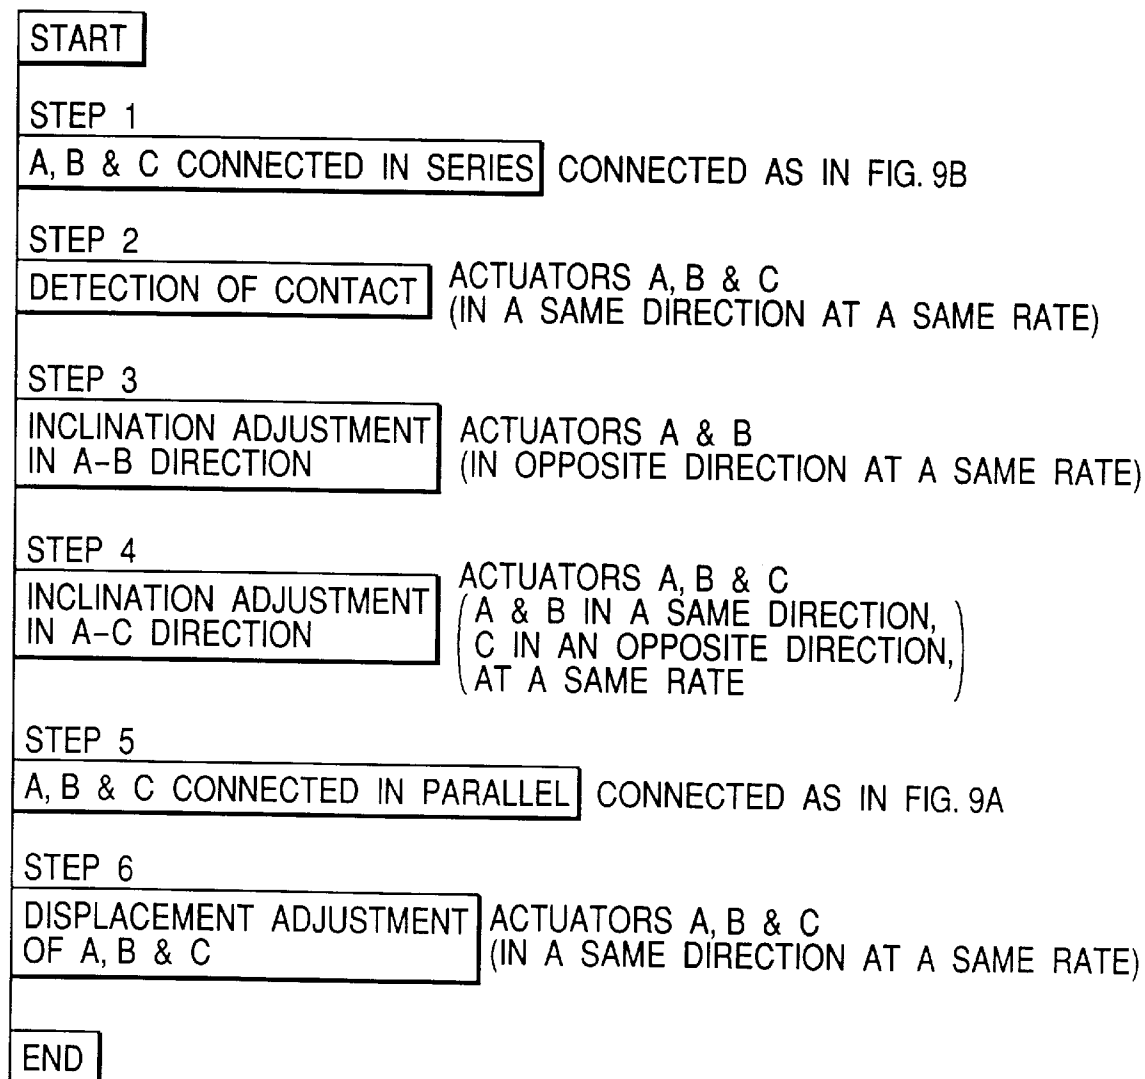 START
STEP 1
A, B & C CONNECTED IN SERIES CONNECTED AS IN FIG. 9B
STEP 2
DETECTION OF CONTACT ACTUATORS A, B & C
(IN A SAME DIRECTION AT A SAME RATE)
STEP 3
INCLINATION ADJUSTMENT ACTUATORS A & B
IN A-B DIRECTION (IN OPPOSITE DIRECTION AT A SAME RATE)
STEP 4
INCLINATION ADJUSTMENT
IN A-C DIRECTION
ACTUATORS A, B & C
(A & B IN A SAME DIRECTION,
C IN AN OPPOSITE DIRECTION,
AT A SAME RATE)
STEP 5
A, B & C CONNECTED IN PARALLEL CONNECTED AS IN FIG. 9A
STEP 6
DISPLACEMENT ADJUSTMENT ACTUATORS A, B & C
OF A, B & C (IN A SAME DIRECTION AT A SAME RATE)
END